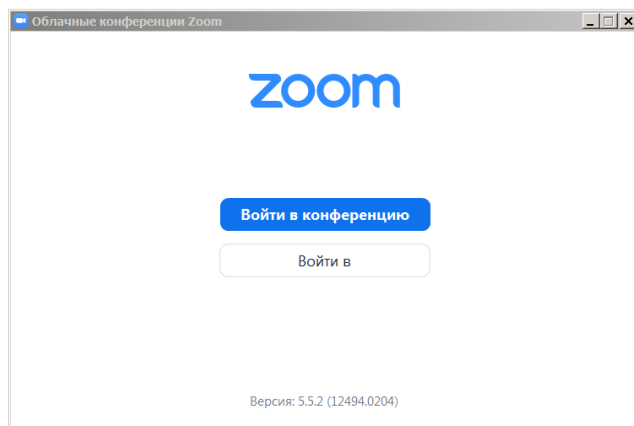 Облачные конференции Zoom
zoom
Войти в конференцию
Войти в
Версия: 5.5.2 (12494.0204)